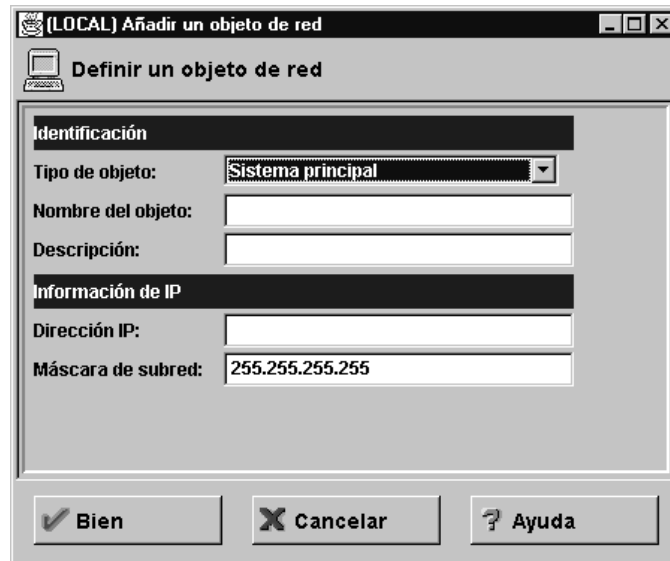 (LOCAL) Añadir un objeto de red
Definir un objeto de red
Identificación
Tipo de objeto: Sistema principal
Nombre del objeto:
Descripción:
Información de IP
Dirección IP:
Máscara de subred: 255.255.255.255
Bien Cancelar Ayuda